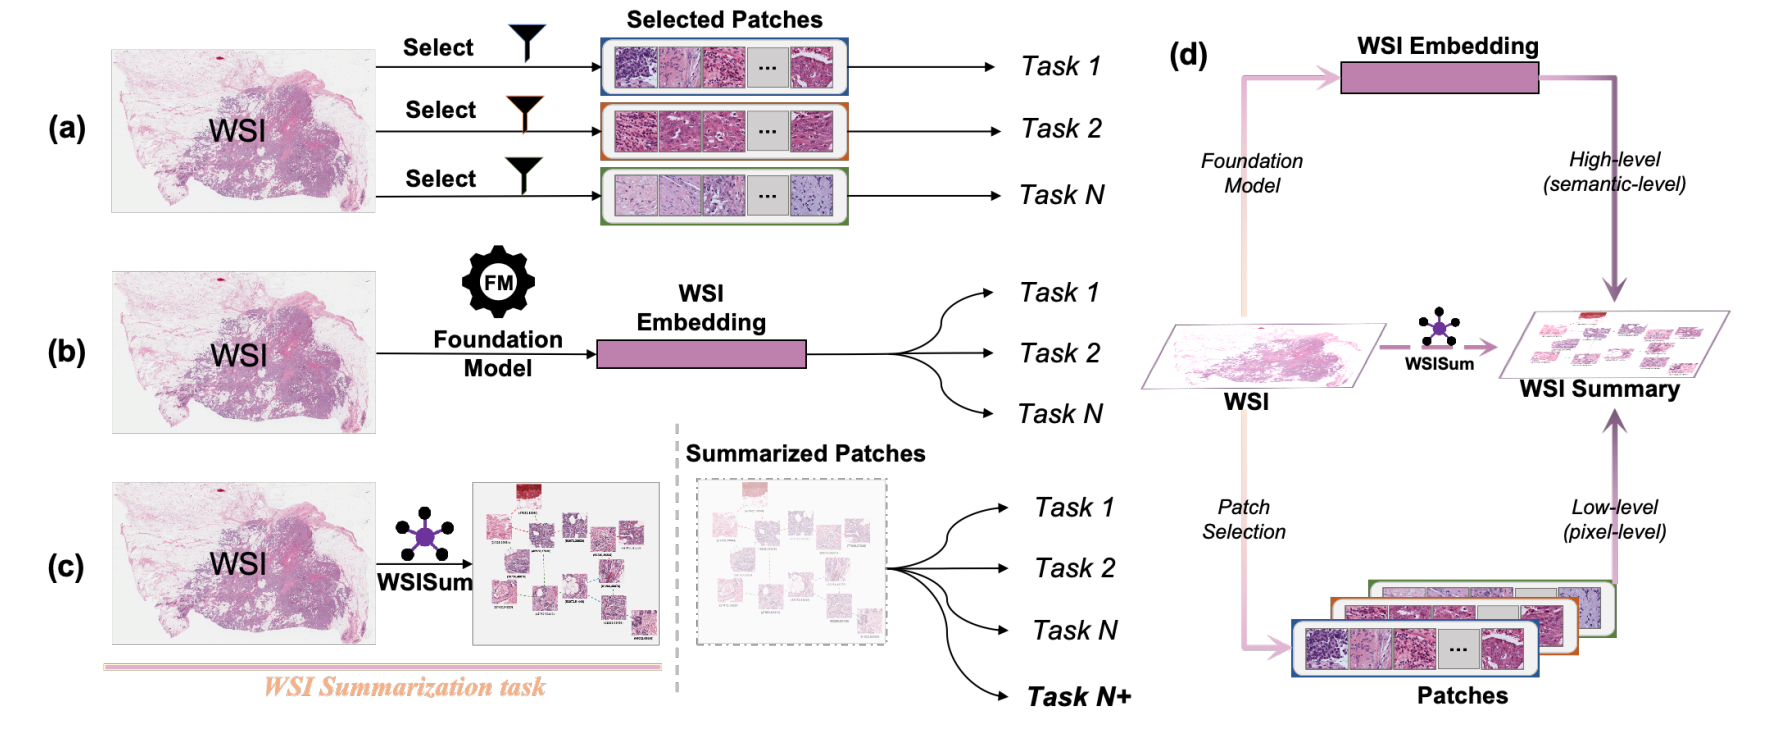 (a)
WSI
Select
Select
Select
Selected Patches
...
...
...
Task 1
Task 2
Task N
(b)
WSI
FM
Foundation
Model
WSI
Embedding
Task 1
Task 2
Task N
(c)
WSI
WSISum
WSI Summarization task
Summarized Patches
Task 1
Task 2
Task N
Task N+
(d)
WSI Embedding
Foundation
Model
High-level
(semantic-level)
WSI
WSISum
WSI Summary
Patch
Selection
Low-level
(pixel-level)
...
Patches